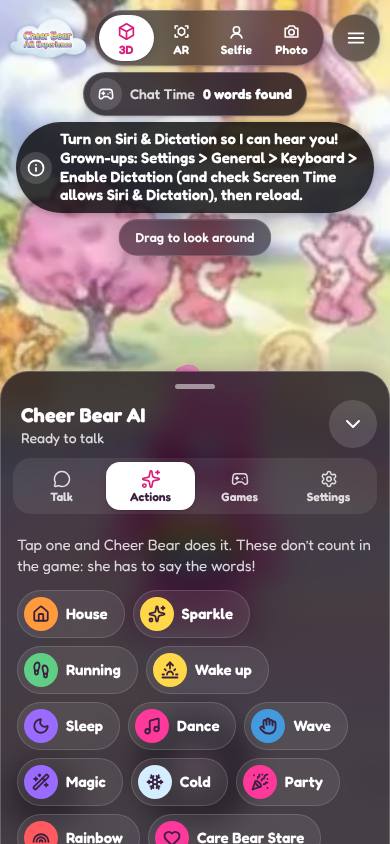 Cheer Bear
AR Experience
3D
AR
Selfie
Photo
Chat Time 0 words found
Turn on Siri & Dictation so I can hear you!
Grown-ups: Settings > General > Keyboard >
Enable Dictation (and check Screen Time
allows Siri & Dictation), then reload.
Drag to look around
Cheer Bear AI
Ready to talk
Talk
Actions
Games
Settings
Tap one and Cheer Bear does it. These don't count in
the game: she has to say the words!
House
Sparkle
Running
Wake up
Sleep
Dance
Wave
Magic
Cold
Party
Rainbow
Care Bear Stare